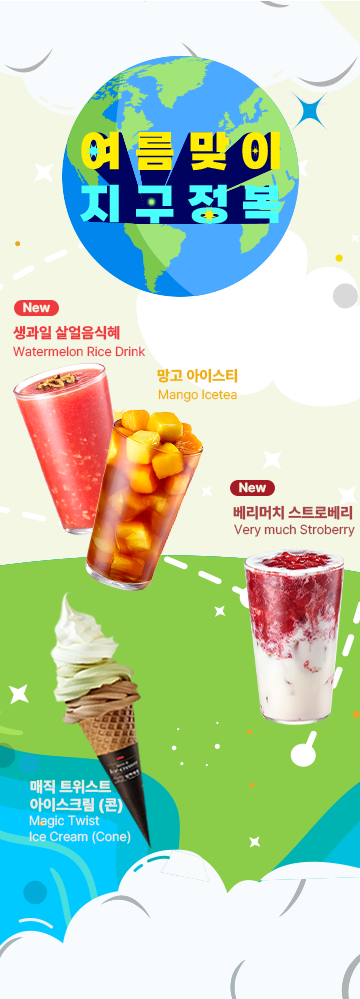 여름맞이
지구정복
New
생과일 살얼음식혜
Watermelon Rice Drink
망고 아이스티
Mango Icetea
New
베리머치 스트로베리
Very much Stroberry
매직 트위스트
아이스크림 (콘)
Magic Twist
Ice Cream (Cone)